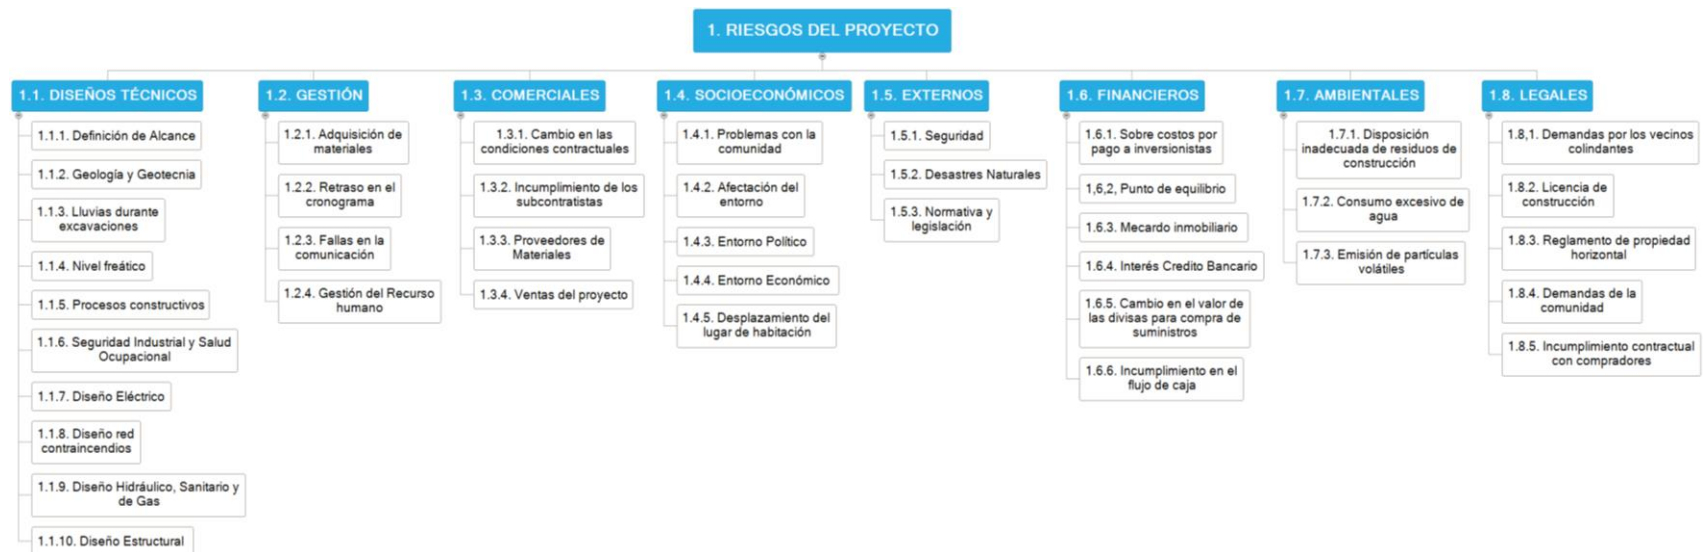 1. RIESGOS DEL PROYECTO
1.1. DISEÑOS TÉCNICOS
1.1.1. Definición de Alcance
1.1.2. Geología y Geotecnia
1.1.3. Lluvias durante
excavaciones
1.1.4. Nivel freático
1.1.5. Procesos constructivos
1.1.6. Seguridad Industrial y Salud
Ocupacional
1.1.7. Diseño Eléctrico
1.1.8. Diseño red
contraincendios
1.1.9. Diseño Hidráulico, Sanitario y
de Gas
1.1.10. Diseño Estructural
1.2. GESTIÓN
1.2.1. Adquisición de
materiales
1.2.2. Retraso en el
cronograma
1.2.3. Fallas en la
comunicación
1.2.4. Gestión del Recurso
humano
1.3. COMERCIALES
1.3.1. Cambio en las
condiciones contractuales
1.3.2. Incumplimiento de los
subcontratistas
1.3.3. Proveedores de
Materiales
1.3.4. Ventas del proyecto
1.4. SOCIOECONÓMICOS
1.4.1. Problemas con la
comunidad
1.4.2. Afectación del
entorno
1.4.3. Entorno Político
1.4.4. Entorno Económico
1.4.5. Desplazamiento del
lugar de habitación
1.5. EXTERNOS
1.5.1. Seguridad
1.5.2. Desastres Naturales
1.5.3. Normativa y
legislación
1.6. FINANCIEROS
1.6.1. Sobre costos por
pago a inversionistas
1,6,2, Punto de equilibrio
1.6.3. Mecardo inmobiliario
1.6.4. Interés Credito Bancario
1.6.5. Cambio en el valor de
las divisas para compra de
suministros
1.6.6. Incumplimiento en el
flujo de caja
1.7. AMBIENTALES
1.7.1. Disposición
inadecuada de residuos de
construcción
1.7.2. Consumo excesivo de
agua
1.7.3. Emisión de partículas
volátiles
1.8. LEGALES
1.8,1. Demandas por los vecinos
colindantes
1.8.2. Licencia de
construcción
1.8.3. Reglamento de propiedad
horizontal
1.8.4. Demandas de la
comunidad
1.8.5. Incumplimiento contractual
con compradores